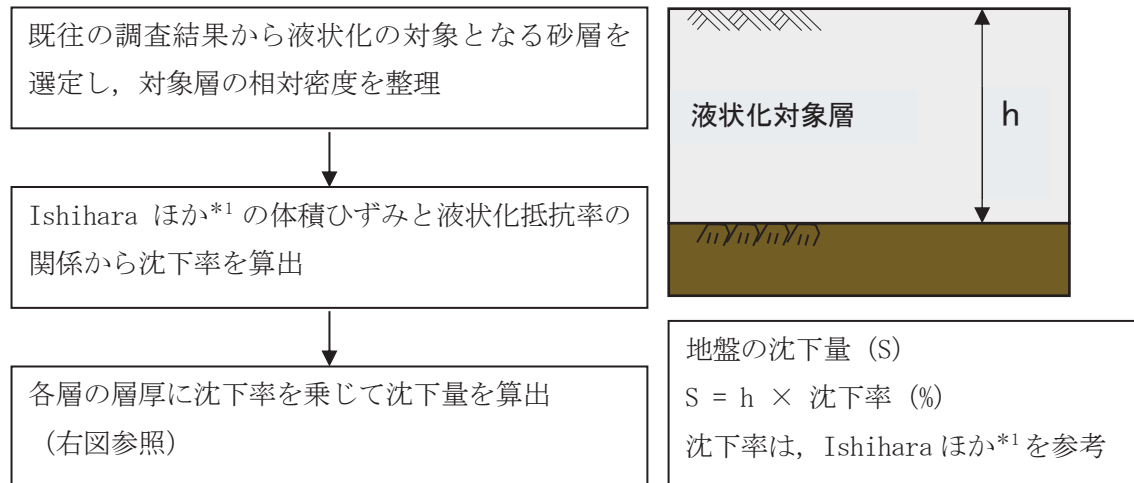 既往の調査結果から液状化の対象となる砂層を
選定し，対象層の相対密度を整理
Ishihara ほか*1 の体積ひずみと液状化抵抗率の
関係から沈下率を算出
各層の層厚に沈下率を乗じて沈下量を算出
（右図参照）
液状化対象層
h
地盤の沈下量（S）
S = h × 沈下率（%）
沈下率は，Ishihara ほか*1 を参考